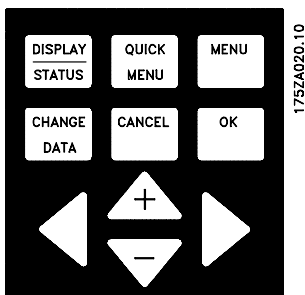 DISPLAY
STATUS
QUICK
MENU
MENU
CHANGE
DATA
CANCEL
OK
+
−
175ZA020.10